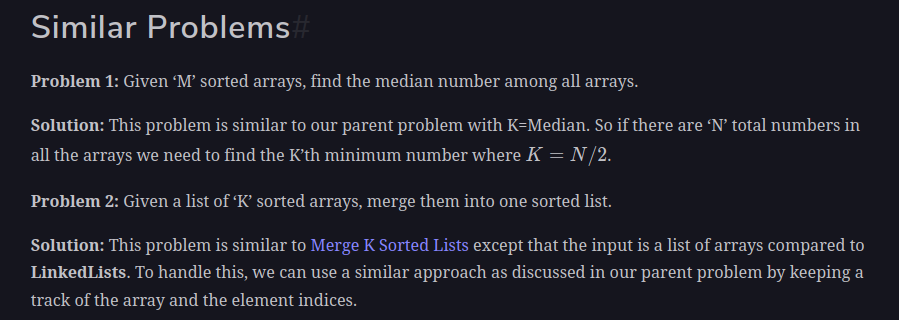 Similar Problems#
Problem 1: Given ‘M’ sorted arrays, find the median number among all arrays.
Solution: This problem is similar to our parent problem with K=Median. So if there are ‘N’ total numbers in
all the arrays we need to find the K’th minimum number where K = N/2.
Problem 2: Given a list of ‘K’ sorted arrays, merge them into one sorted list.
Solution: This problem is similar to Merge K Sorted Lists except that the input is a list of arrays compared to
LinkedLists. To handle this, we can use a similar approach as discussed in our parent problem by keeping a
track of the array and the element indices.